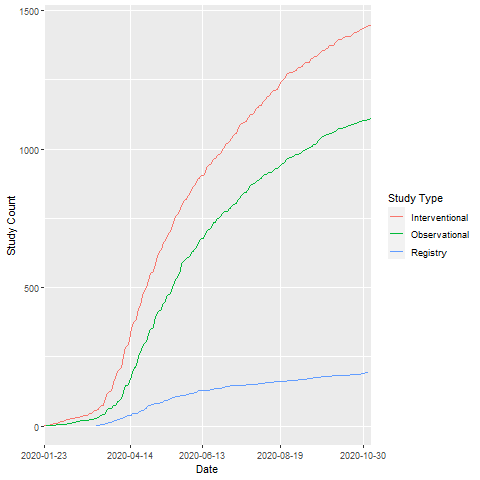 1500
1000
500
0
Study Count
2020-01-23 2020-04-14 2020-06-13 2020-08-19 2020-10-30
Date
Study Type
Interventional
Observational
Registry